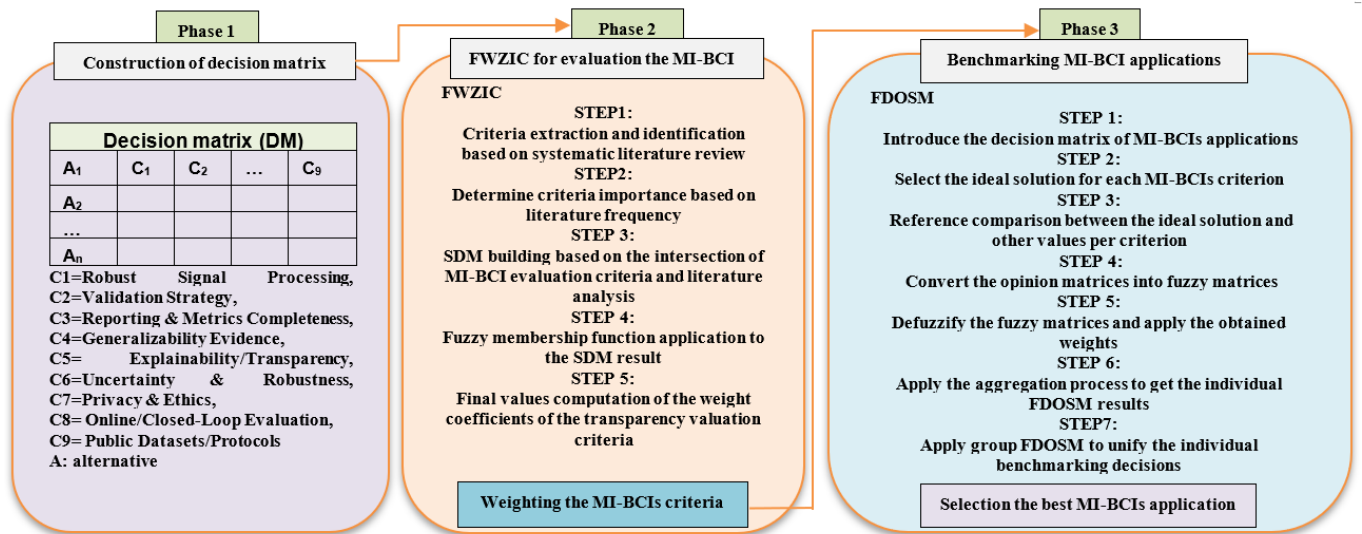 Phase 1
Construction of decision matrix
Decision matrix (DM)
A1 C1 C2 … C9
A2
…
An
C1=Robust Signal Processing,
C2=Validation Strategy,
C3=Reporting & Metrics Completeness,
C4=Generalizability Evidence,
C5= Explainability/Transparency,
C6=Uncertainty & Robustness,
C7=Privacy & Ethics,
C8= Online/Closed-Loop Evaluation,
C9= Public Datasets/Protocols
A: alternative
Phase 2
FWZIC for evaluation the MI-BCI
FWZIC
STEP1:
Criteria extraction and identification
based on systematic literature review
STEP2:
Determine criteria importance based on
literature frequency
STEP 3:
SDM building based on the intersection of
MI-BCI evaluation criteria and literature
analysis
STEP 4:
Fuzzy membership function application to
the SDM result
STEP 5:
Final values computation of the weight
coefficients of the transparency valuation
criteria
Weighting the MI-BCIs criteria
Phase 3
Benchmarking MI-BCI applications
FDOSM
STEP 1:
Introduce the decision matrix of MI-BCIs applications
STEP 2:
Select the ideal solution for each MI-BCIs criterion
STEP 3:
Reference comparison between the ideal solution and
other values per criterion
STEP 4:
Convert the opinion matrices into fuzzy matrices
STEP 5:
Defuzzify the fuzzy matrices and apply the obtained
weights
STEP 6:
Apply the aggregation process to get the individual
FDOSM results
STEP7:
Apply group FDOSM to unify the individual
benchmarking decisions
Selection the best MI-BCIs application